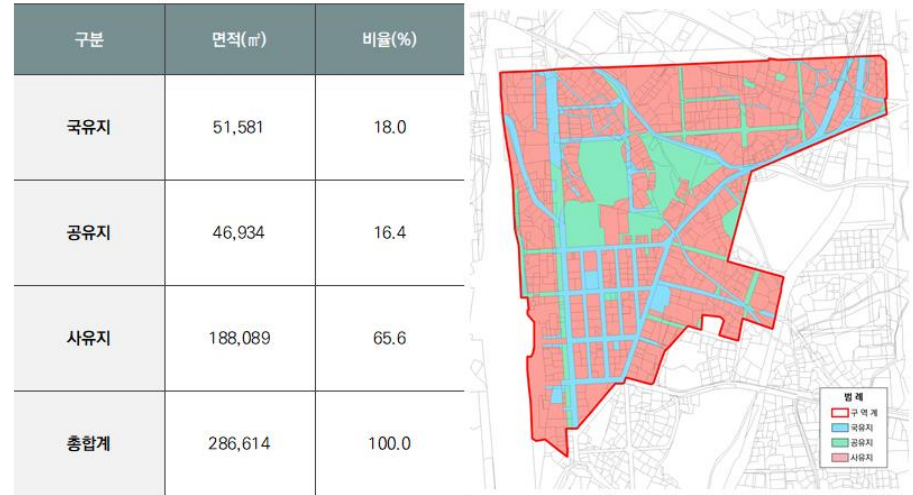 구분 면적(㎡) 비율(%)
국유지 51,581 18.0
공유지 46,934 16.4
사유지 188,089 65.6
총합계 286,614 100.0
범 례
구 역 계
국유지
공유지
사유지